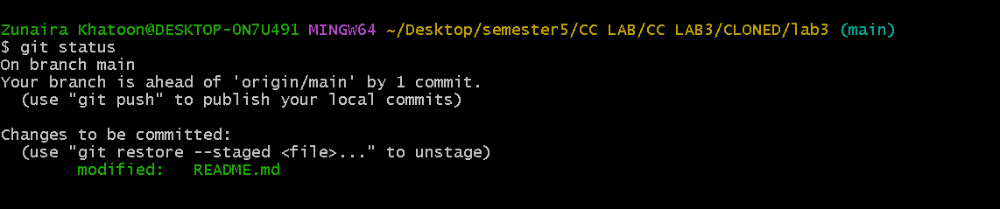 Zunaira Khatoon@DESKTOP-0N7U491 MINGW64 ~/Desktop/semester5/CC LAB/CC LAB3/CLONED/lab3 (main)
$ git status
On branch main
Your branch is ahead of 'origin/main' by 1 commit.
  (use "git push" to publish your local commits)

Changes to be committed:
  (use "git restore --staged <file>..." to unstage)
        modified:   README.md